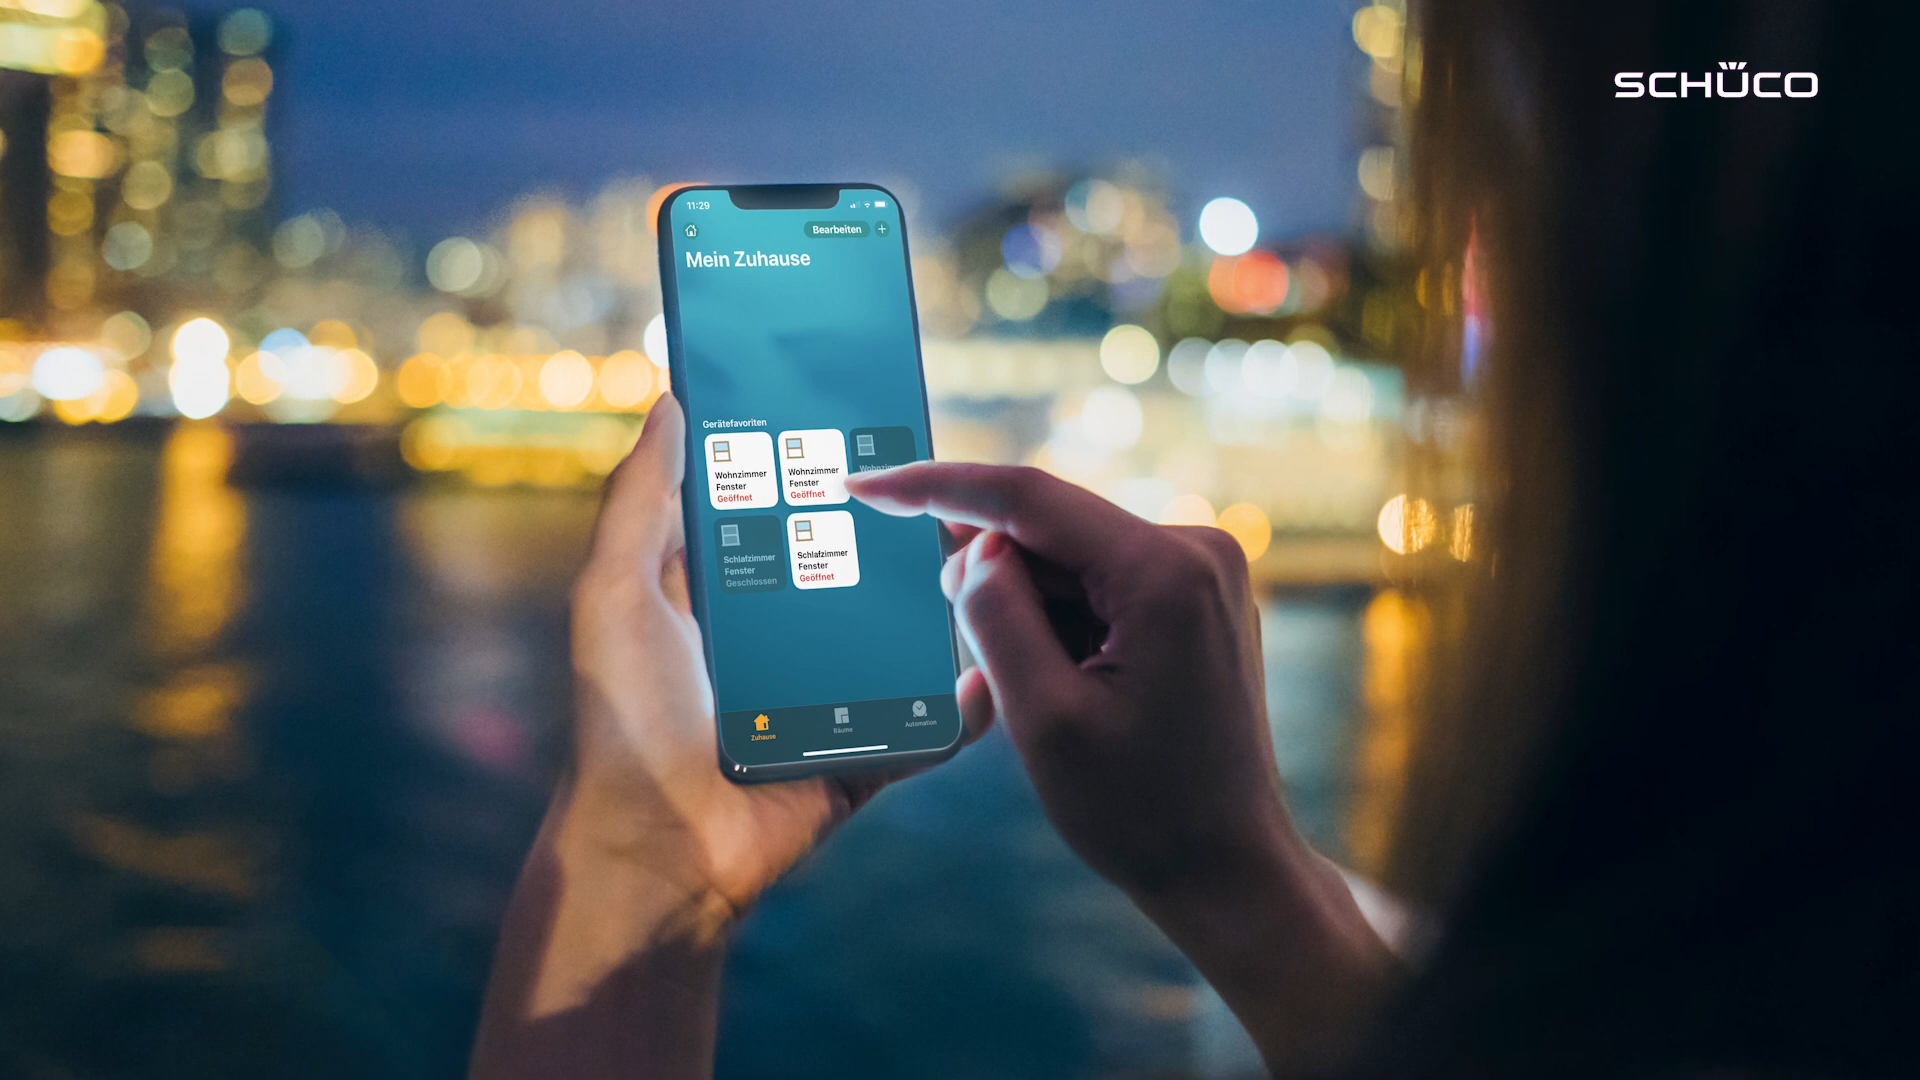 SCHÜCO
11:29
Bearbeiten +
Mein Zuhause
Gerätefavoriten
Wohnzimmer
Fenster
Geöffnet
Wohnzimmer
Fenster
Geöffnet
Schlafzimmer
Fenster
Geschlossen
Schlafzimmer
Fenster
Geöffnet
Zuhause
Räume
Automation